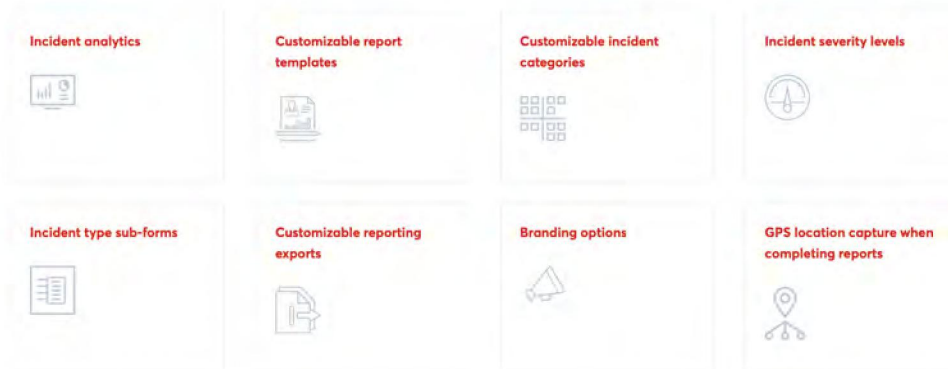 Incident analytics
Customizable report
templates
Customizable incident
categories
Incident severity levels
Incident type sub-forms
Customizable reporting
exports
Branding options
GPS location capture when
completing reports